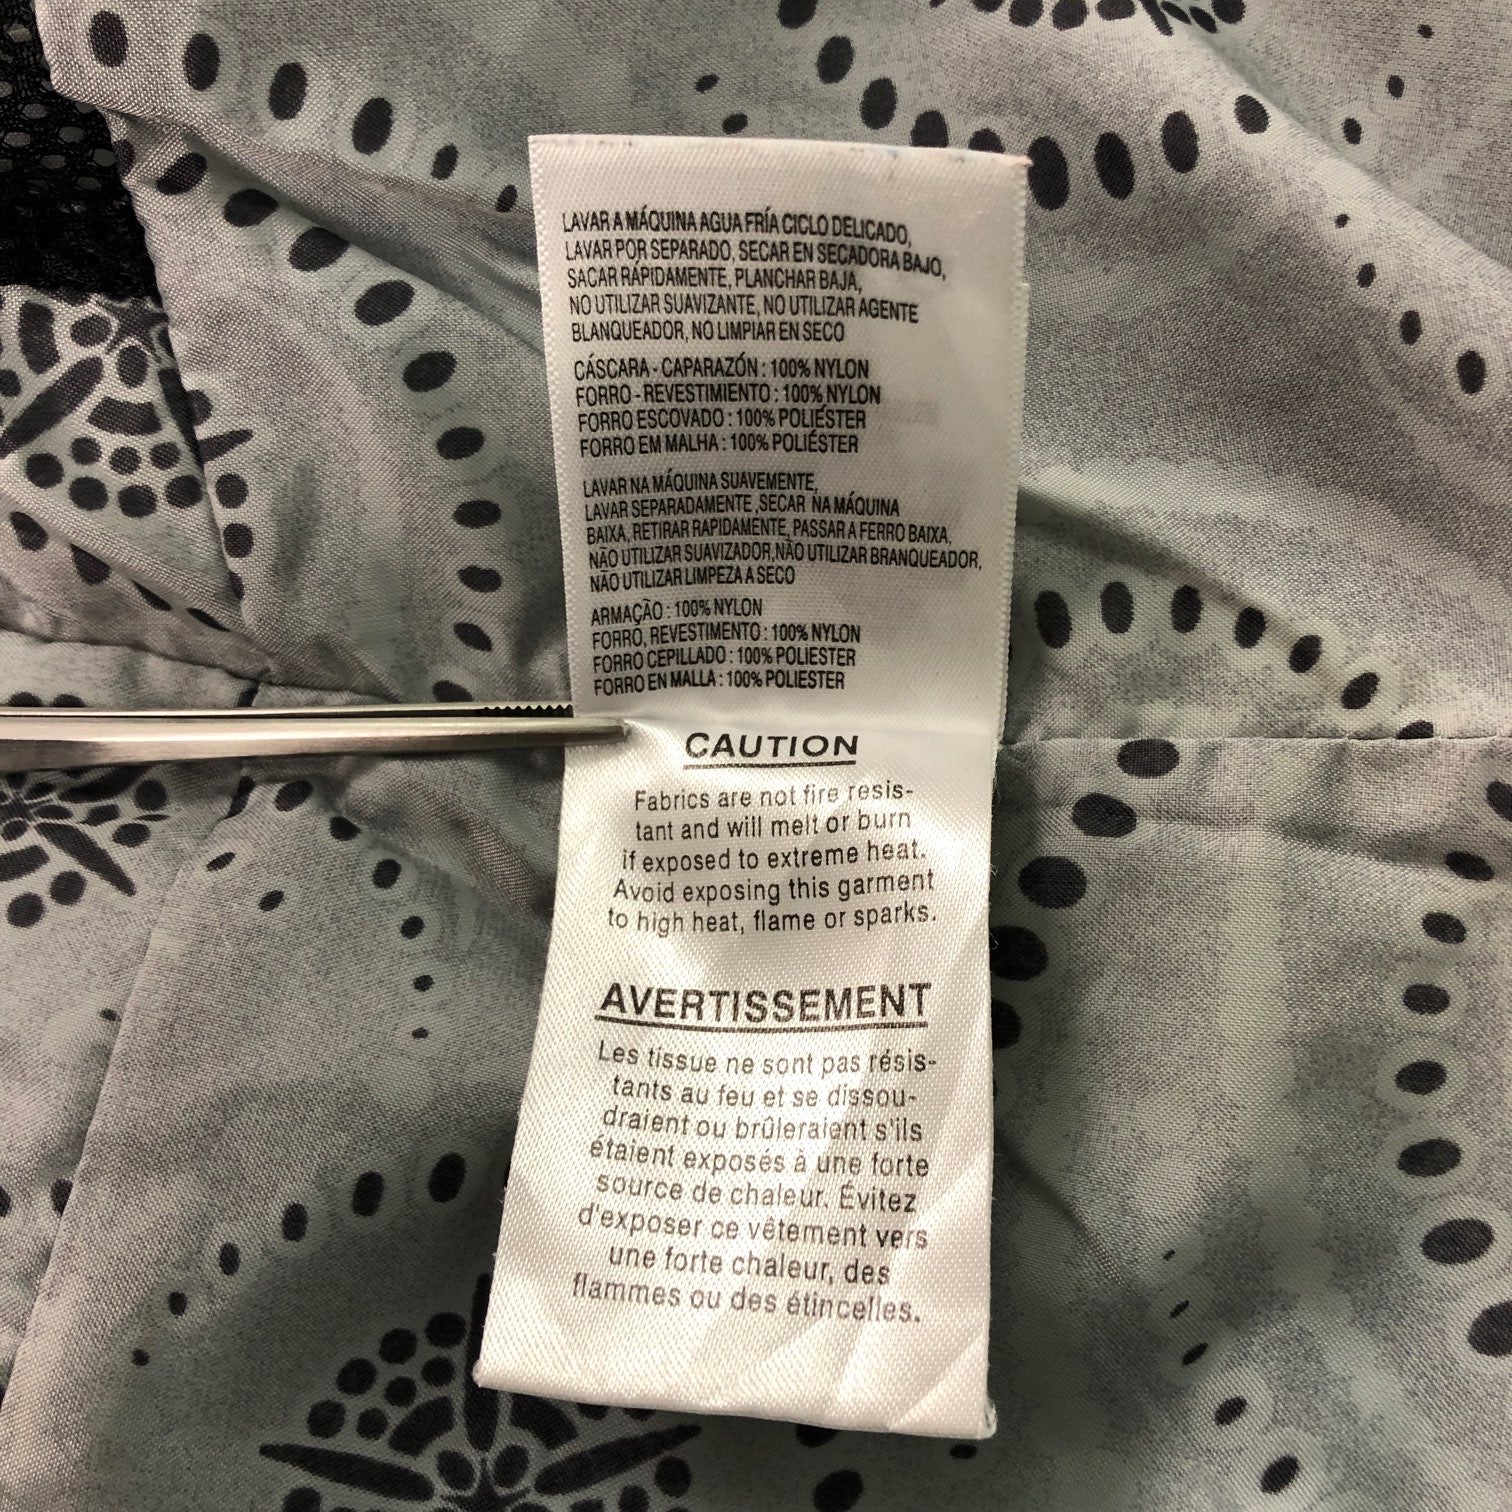 LAVAR A MÁQUINA AGUA FRÍA CICLO DELICADO,
LAVAR POR SEPARADO, SECAR EN SECADORA BAJO,
SACAR RÁPIDAMENTE, PLANCHAR BAJA,
NO UTILIZAR SUAVIZANTE, NO UTILIZAR AGENTE
BLANQUEADOR, NO LIMPIAR EN SECO
CÁSCARA - CAPARAZÓN : 100% NYLON
FORRO - REVESTIMIENTO : 100% NYLON
FORRO ESCOVADO : 100% POLIÉSTER
FORRO EM MALHA : 100% POLIÉSTER
LAVAR NA MÁQUINA SUAVEMENTE,
LAVAR SEPARADAMENTE ,SECAR NA MÁQUINA
BAIXA, RETIRAR RAPIDAMENTE, PASSAR A FERRO BAIXA,
NÃO UTILIZAR SUAVIZADOR,NÃO UTILIZAR BRANQUEADOR,
NÃO UTILIZAR LIMPEZA A SECO
ARMAÇÃO : 100% NYLON
FORRO, REVESTIMENTO : 100% NYLON
FORRO CEPILLADO : 100% POLIESTER
FORRO EN MALLA : 100% POLIESTER
CAUTION
Fabrics are not fire resis-
tant and will melt or burn
if exposed to extreme heat.
Avoid exposing this garment
to high heat, flame or sparks.
AVERTISSEMENT
Les tissue ne sont pas résis-
tants au feu et se dissou-
draient ou brûleraient s'ils
étaient exposés à une forte
source de chaleur. Évitez
d'exposer ce vêtement vers
une forte chaleur, des
flammes ou des étincelles.